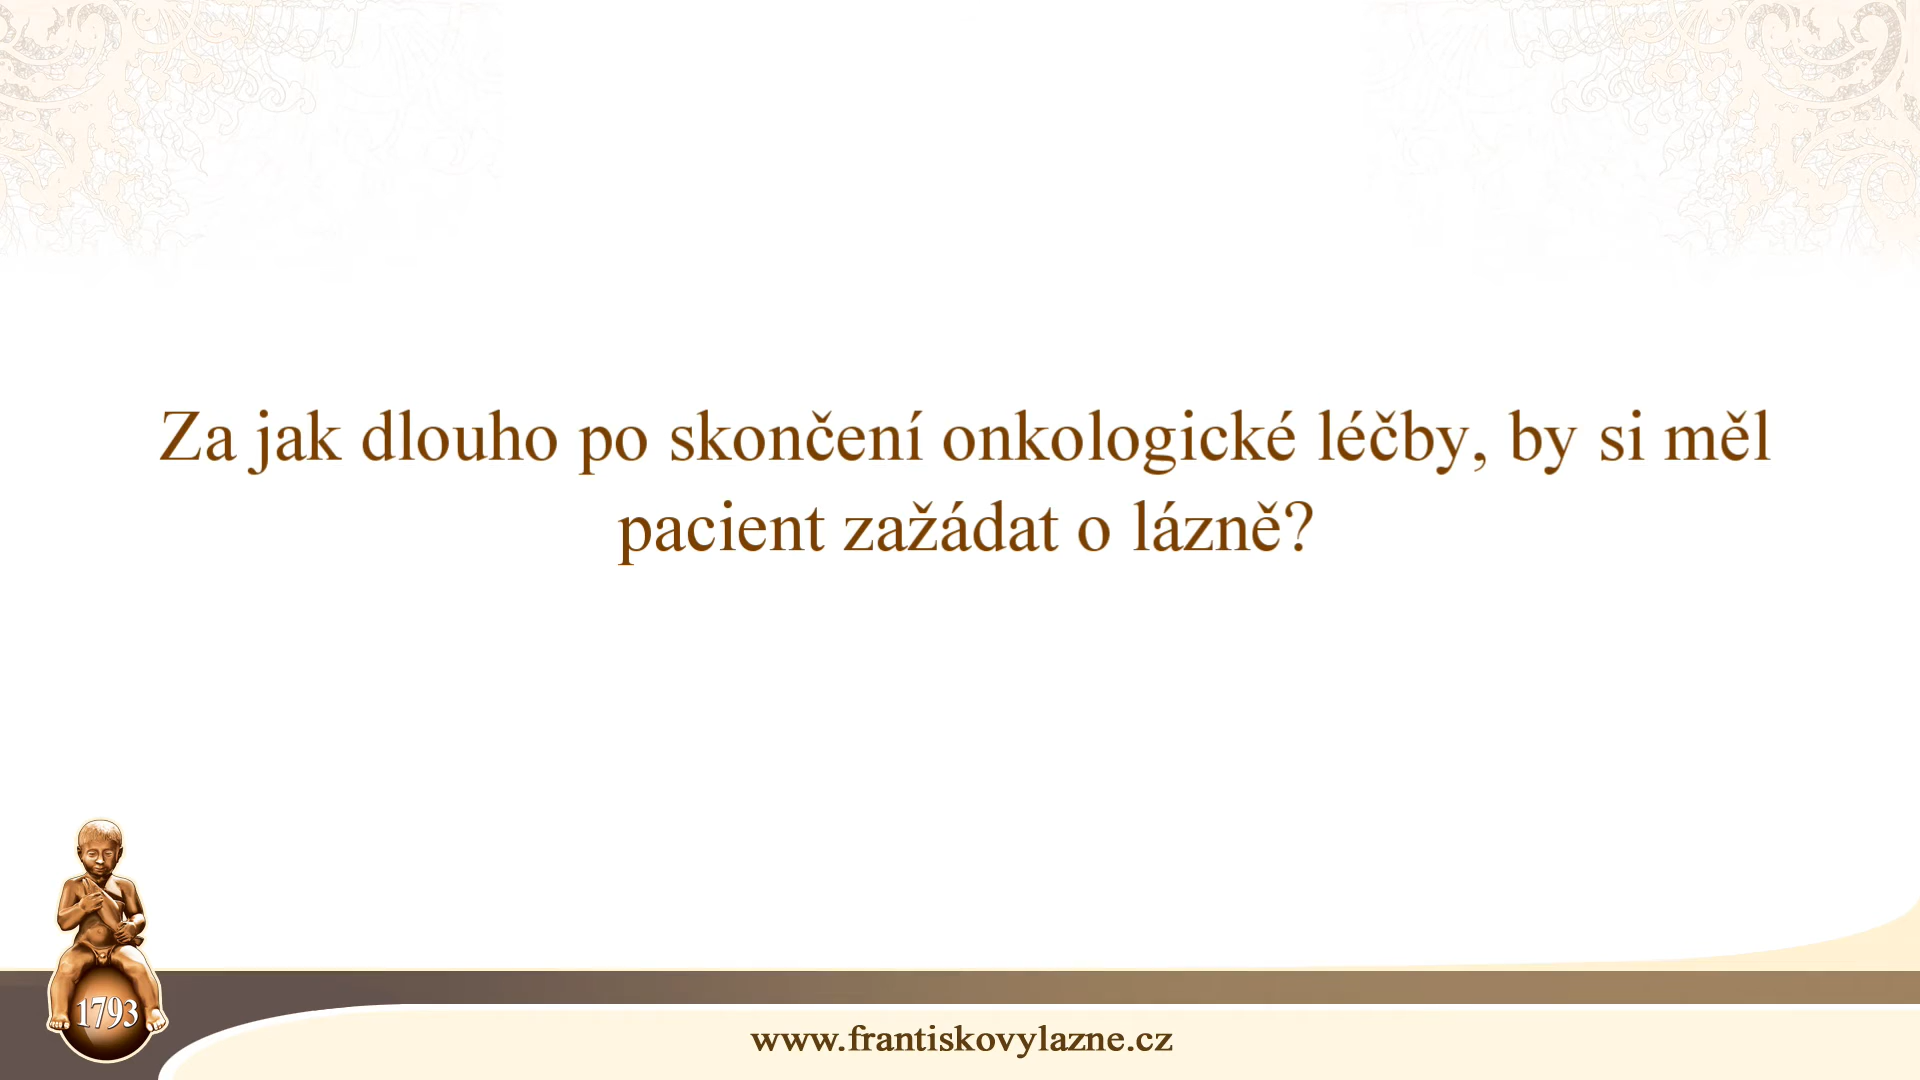 Za jak dlouho po skončení onkologické léčby, by si měl
pacient zažádat o lázně?
1793
www.frantiskovylazne.cz